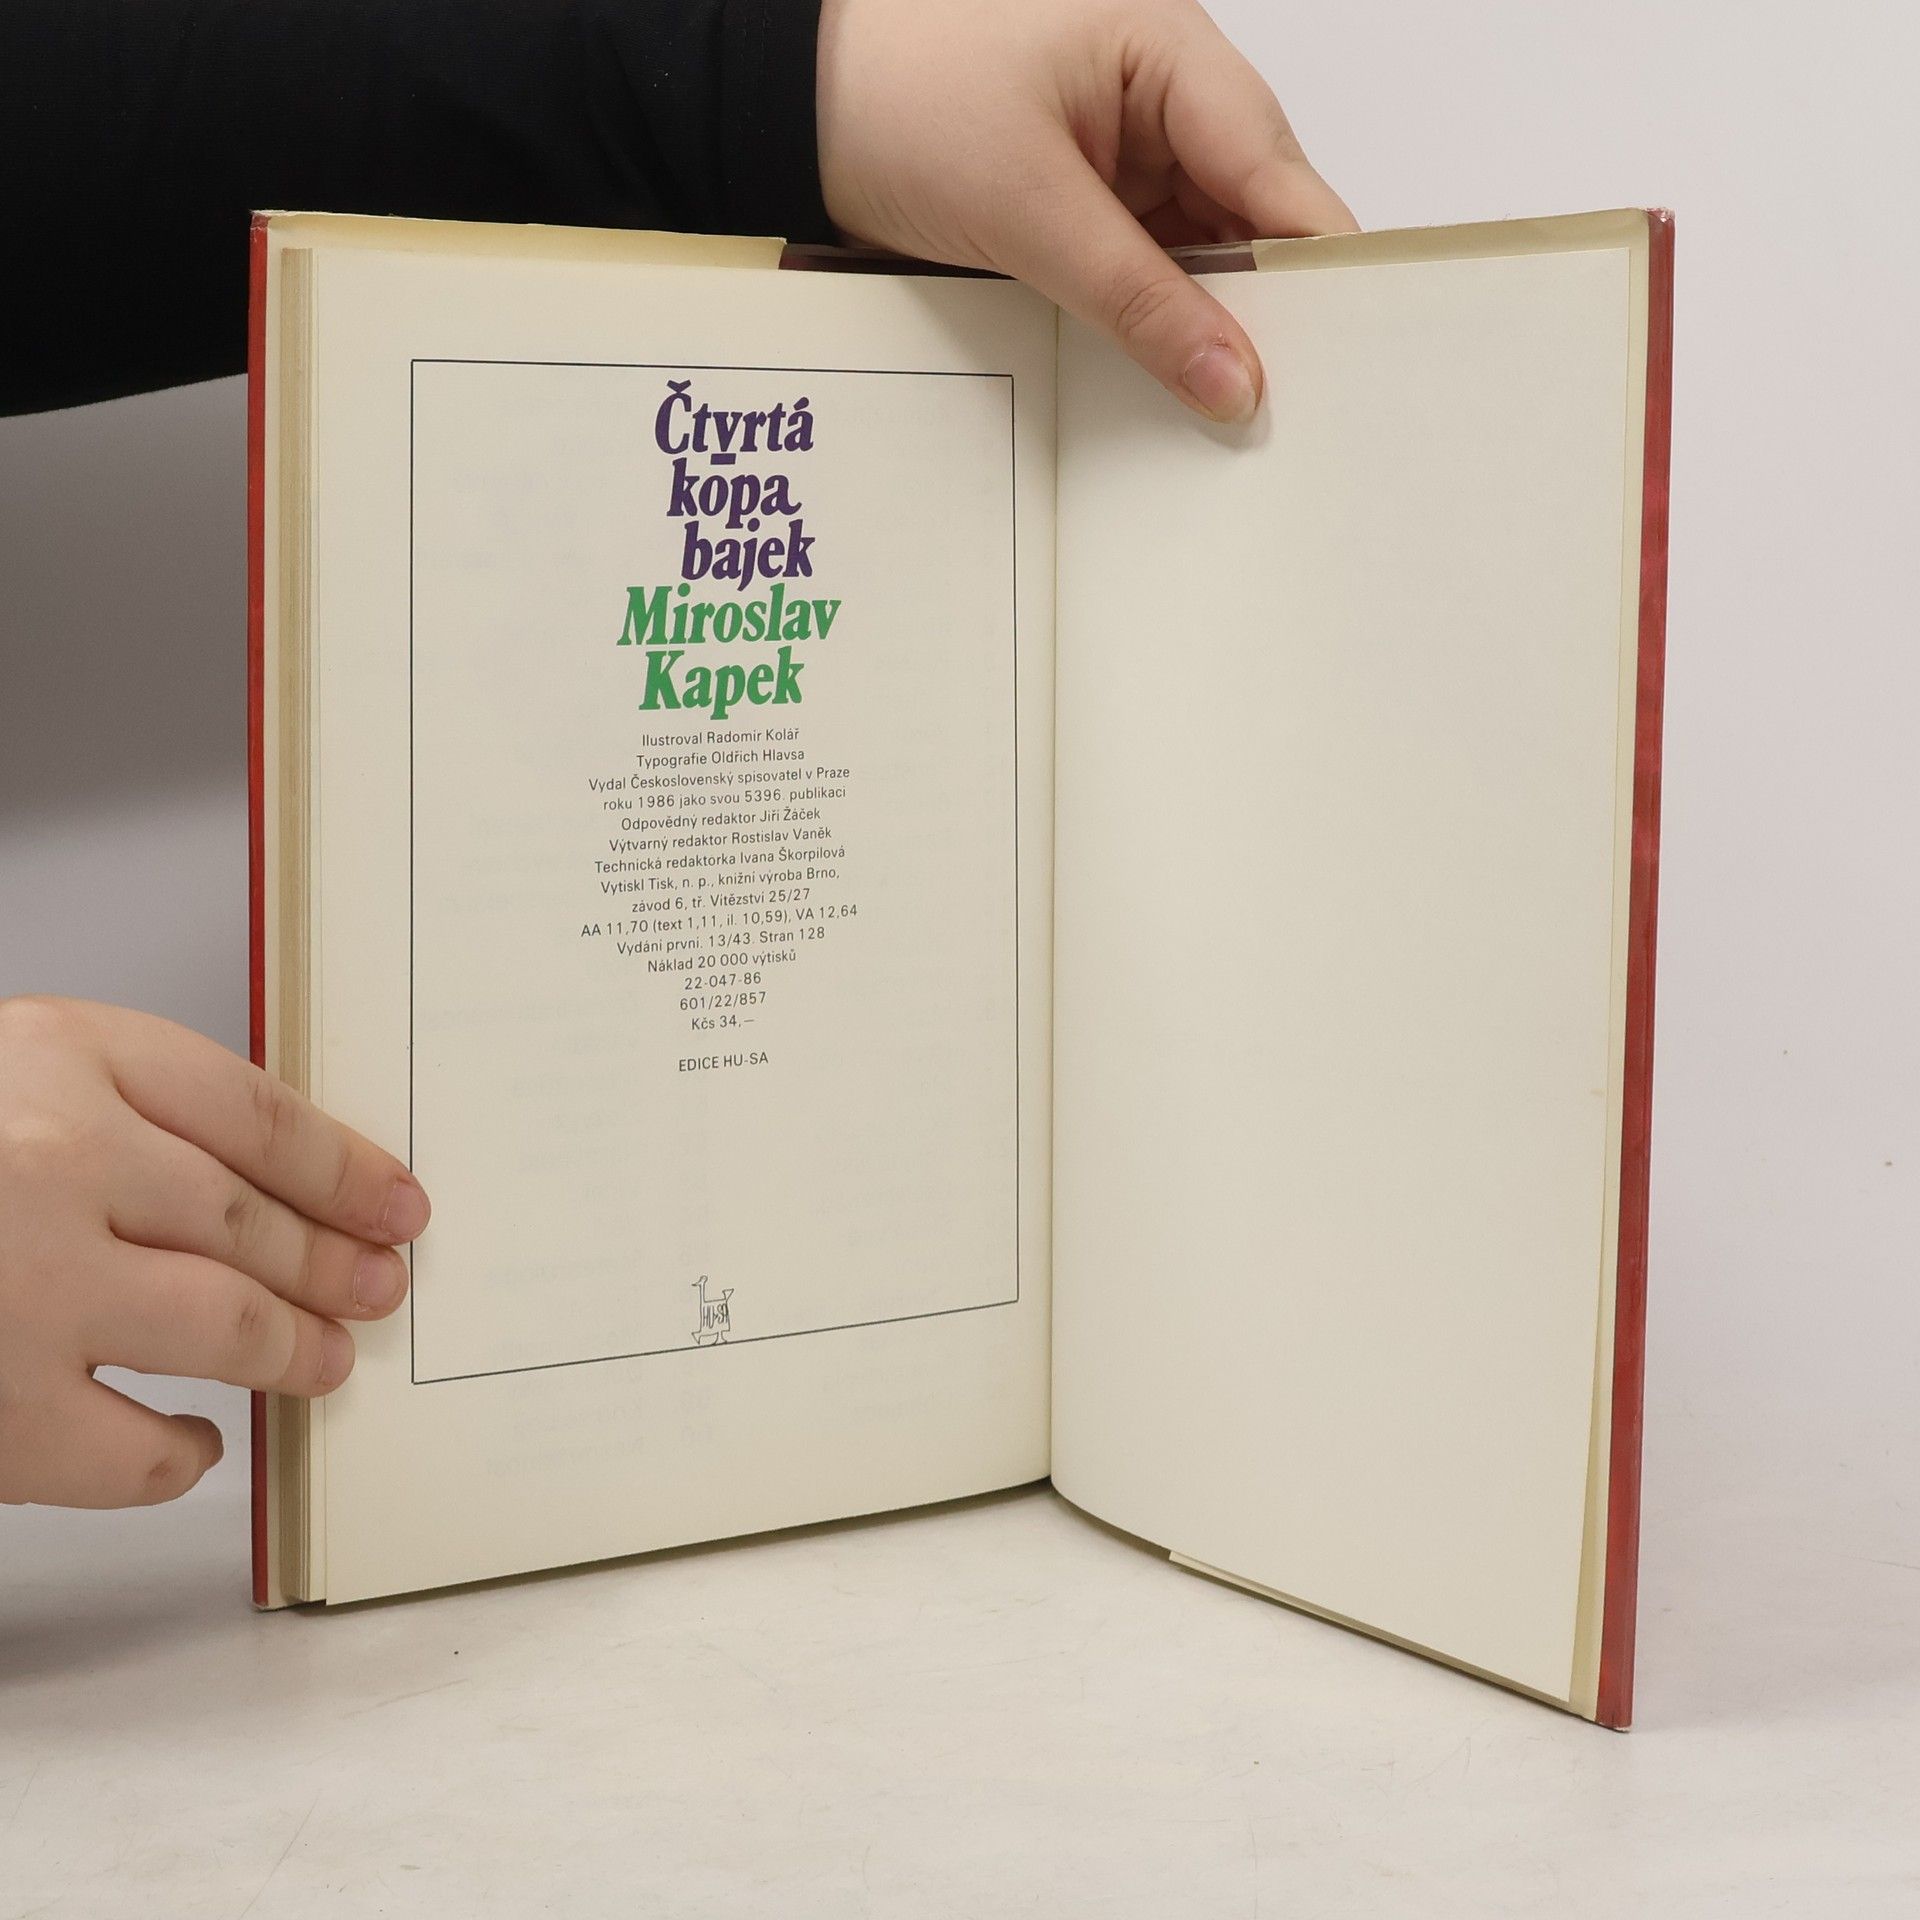 Čtvrtá
kopa
bajek
Miroslav
Kapek
Ilustroval Radomír Kolář
Typografie Oldřich Hlavsa
Vydal Československý spisovatel v Praze
roku 1986 jako svou 5396. publikaci
Odpovědný redaktor Jiří Žáček
Výtvarný redaktor Rostislav Vaněk
Technická redaktorka Ivana Škorpilová
Vytiskl Tisk, n. p., knižní výroba Brno,
závod 6, tř. Vítězství 25/27
AA 11,70 (text 1,11, il. 10,59), VA 12,64
Vydání první. 13/43. Stran 128
Náklad 20 000 výtisků
22-047-86
601/22/857
Kčs 34,—
EDICE HU-SA
HU-SA